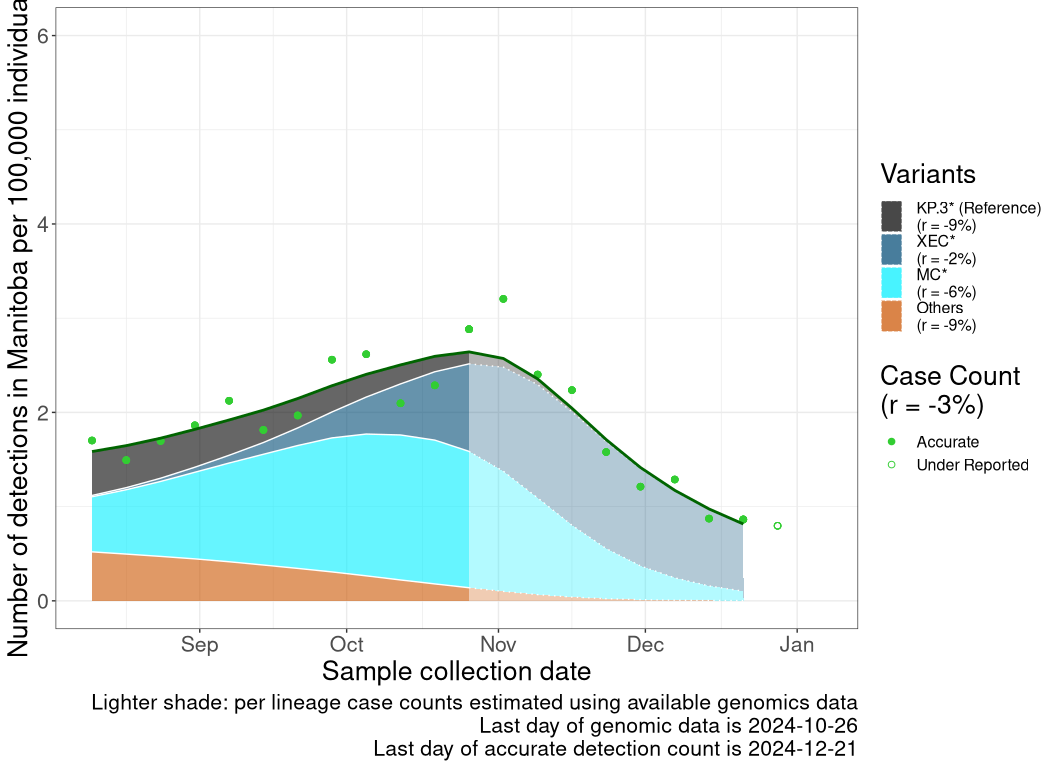 Number of detections in Manitoba per 100,000 individua
6
4
2
0
Sep
Oct
Nov
Dec
Jan
Sample collection date
Lighter shade: per lineage case counts estimated using available genomics data
Last day of genomic data is 2024-10-26
Last day of accurate detection count is 2024-12-21
Variants
KP.3* (Reference)
(r = -9%)
XEC*
(r = -2%)
MC*
(r = -6%)
Others
(r = -9%)
Case Count
(r = -3%)
Accurate
Under Reported